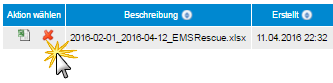 Aktion wählen Beschreibung Erstellt
2016-02-01_2016-04-12_EMSRescue.xlsx 11.04.2016 22:32